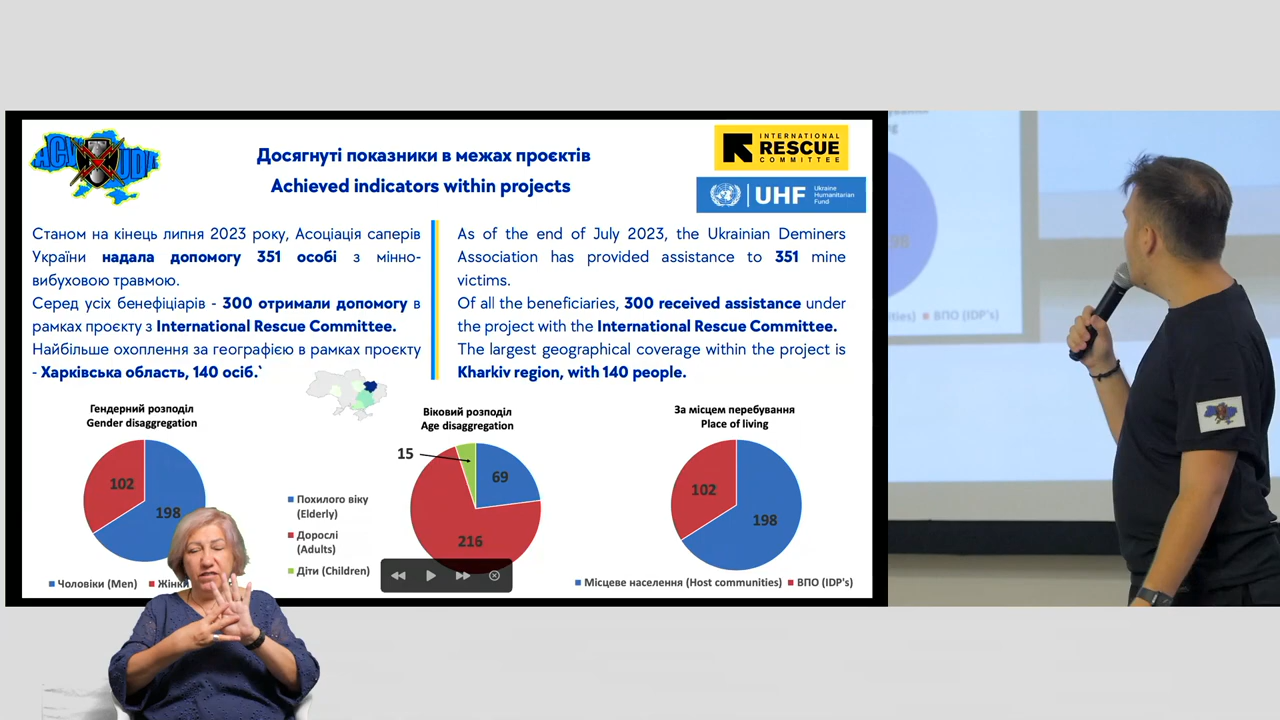 АСУ UDA
Досягнуті показники в межах проєктів
Achieved indicators within projects
INTERNATIONAL
RESCUE
COMMITTEE
UHF
Ukraine
Humanitarian
Fund
Станом на кінець липня 2023 року, Асоціація саперів
України надала допомогу 351 особі з мінно-
вибуховою травмою.
Серед усіх бенефіціарів - 300 отримали допомогу в
рамках проєкту з International Rescue Committee.
Найбільше охоплення за географією в рамках проєкту
- Харківська область, 140 осіб.`
As of the end of July 2023, the Ukrainian Deminers
Association has provided assistance to 351 mine
victims.
Of all the beneficiaries, 300 received assistance under
the project with the International Rescue Committee.
The largest geographical coverage within the project is
Kharkiv region, with 140 people.
Гендерний розподіл
Gender disaggregation
102
198
Чоловіки (Men)
Жінки
Віковий розподіл
Age disaggregation
15
69
216
Похилого віку
(Elderly)
Дорослі
(Adults)
Діти (Children)
За місцем перебування
Place of living
102
198
Місцеве населення (Host communities)
ВПО (IDP's)
98
ities)
ВПО (IDP's)